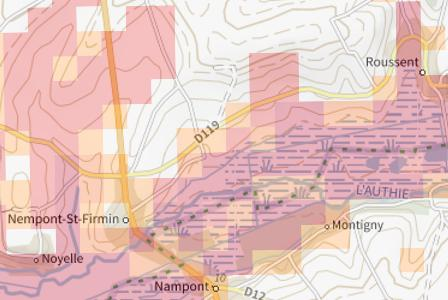 Roussent
D119
L'AUTHIE
Nempont-St-Firmin
Montigny
Noyelle
Nampont
10
D12